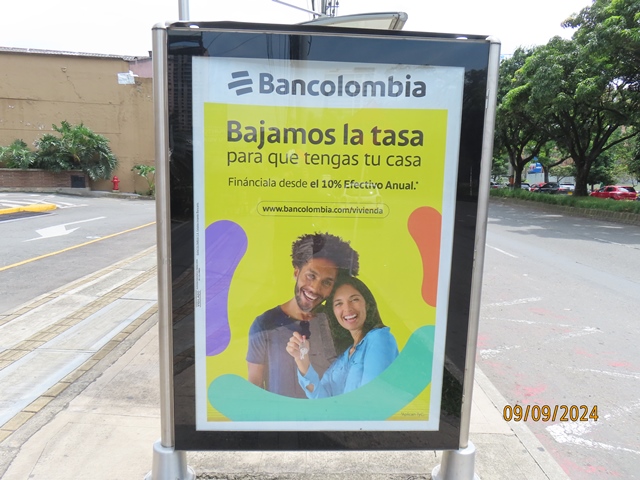 Bancolombia
Bajamos la tasa
para que tengas tu casa
Fináncíala desde el 10% Efectivo Anual.*
www.bancolombia.com/vivienda
09/09/2024